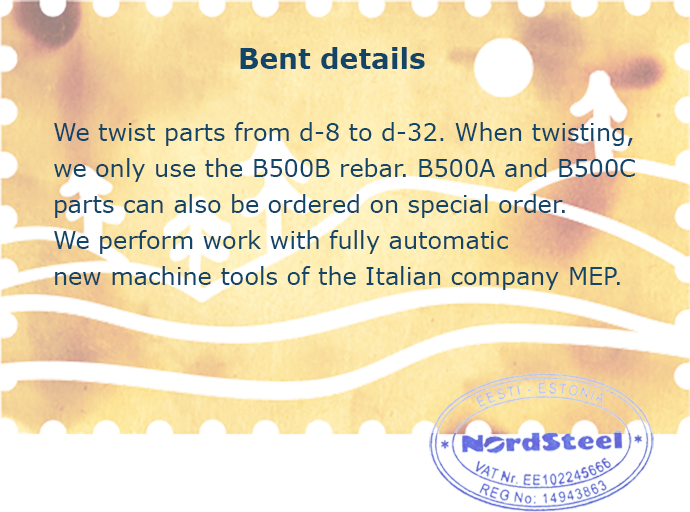 Bent details
We twist parts from d-8 to d-32. When twisting,
we only use the B500B rebar. B500A and B500C
parts can also be ordered on special order.
We perform work with fully automatic
new machine tools of the Italian company MEP.
EESTI - ESTONIA
* NordSteel *
VAT Nr. EE102245666
REG No: 14943863